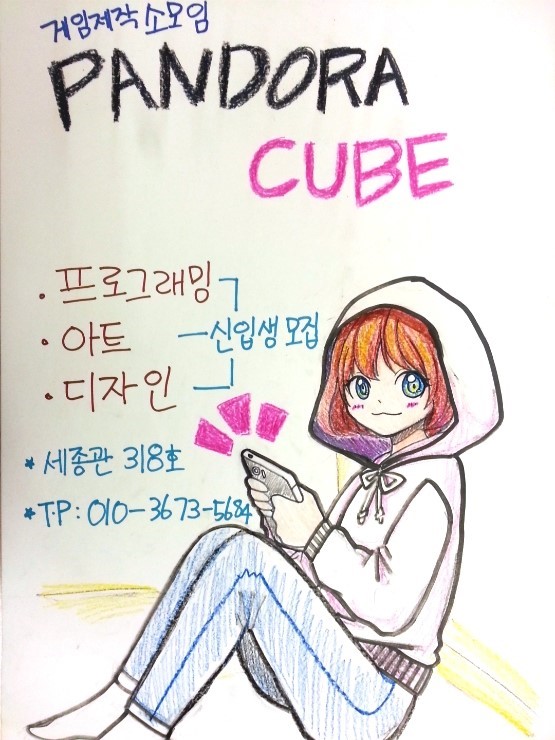 게임제작 소모임
PANDORA
CUBE
· 프로그래밍
· 아트
· 디자인
신입생 모집
* 세종관 318호
* T·P : 010-3673-5684